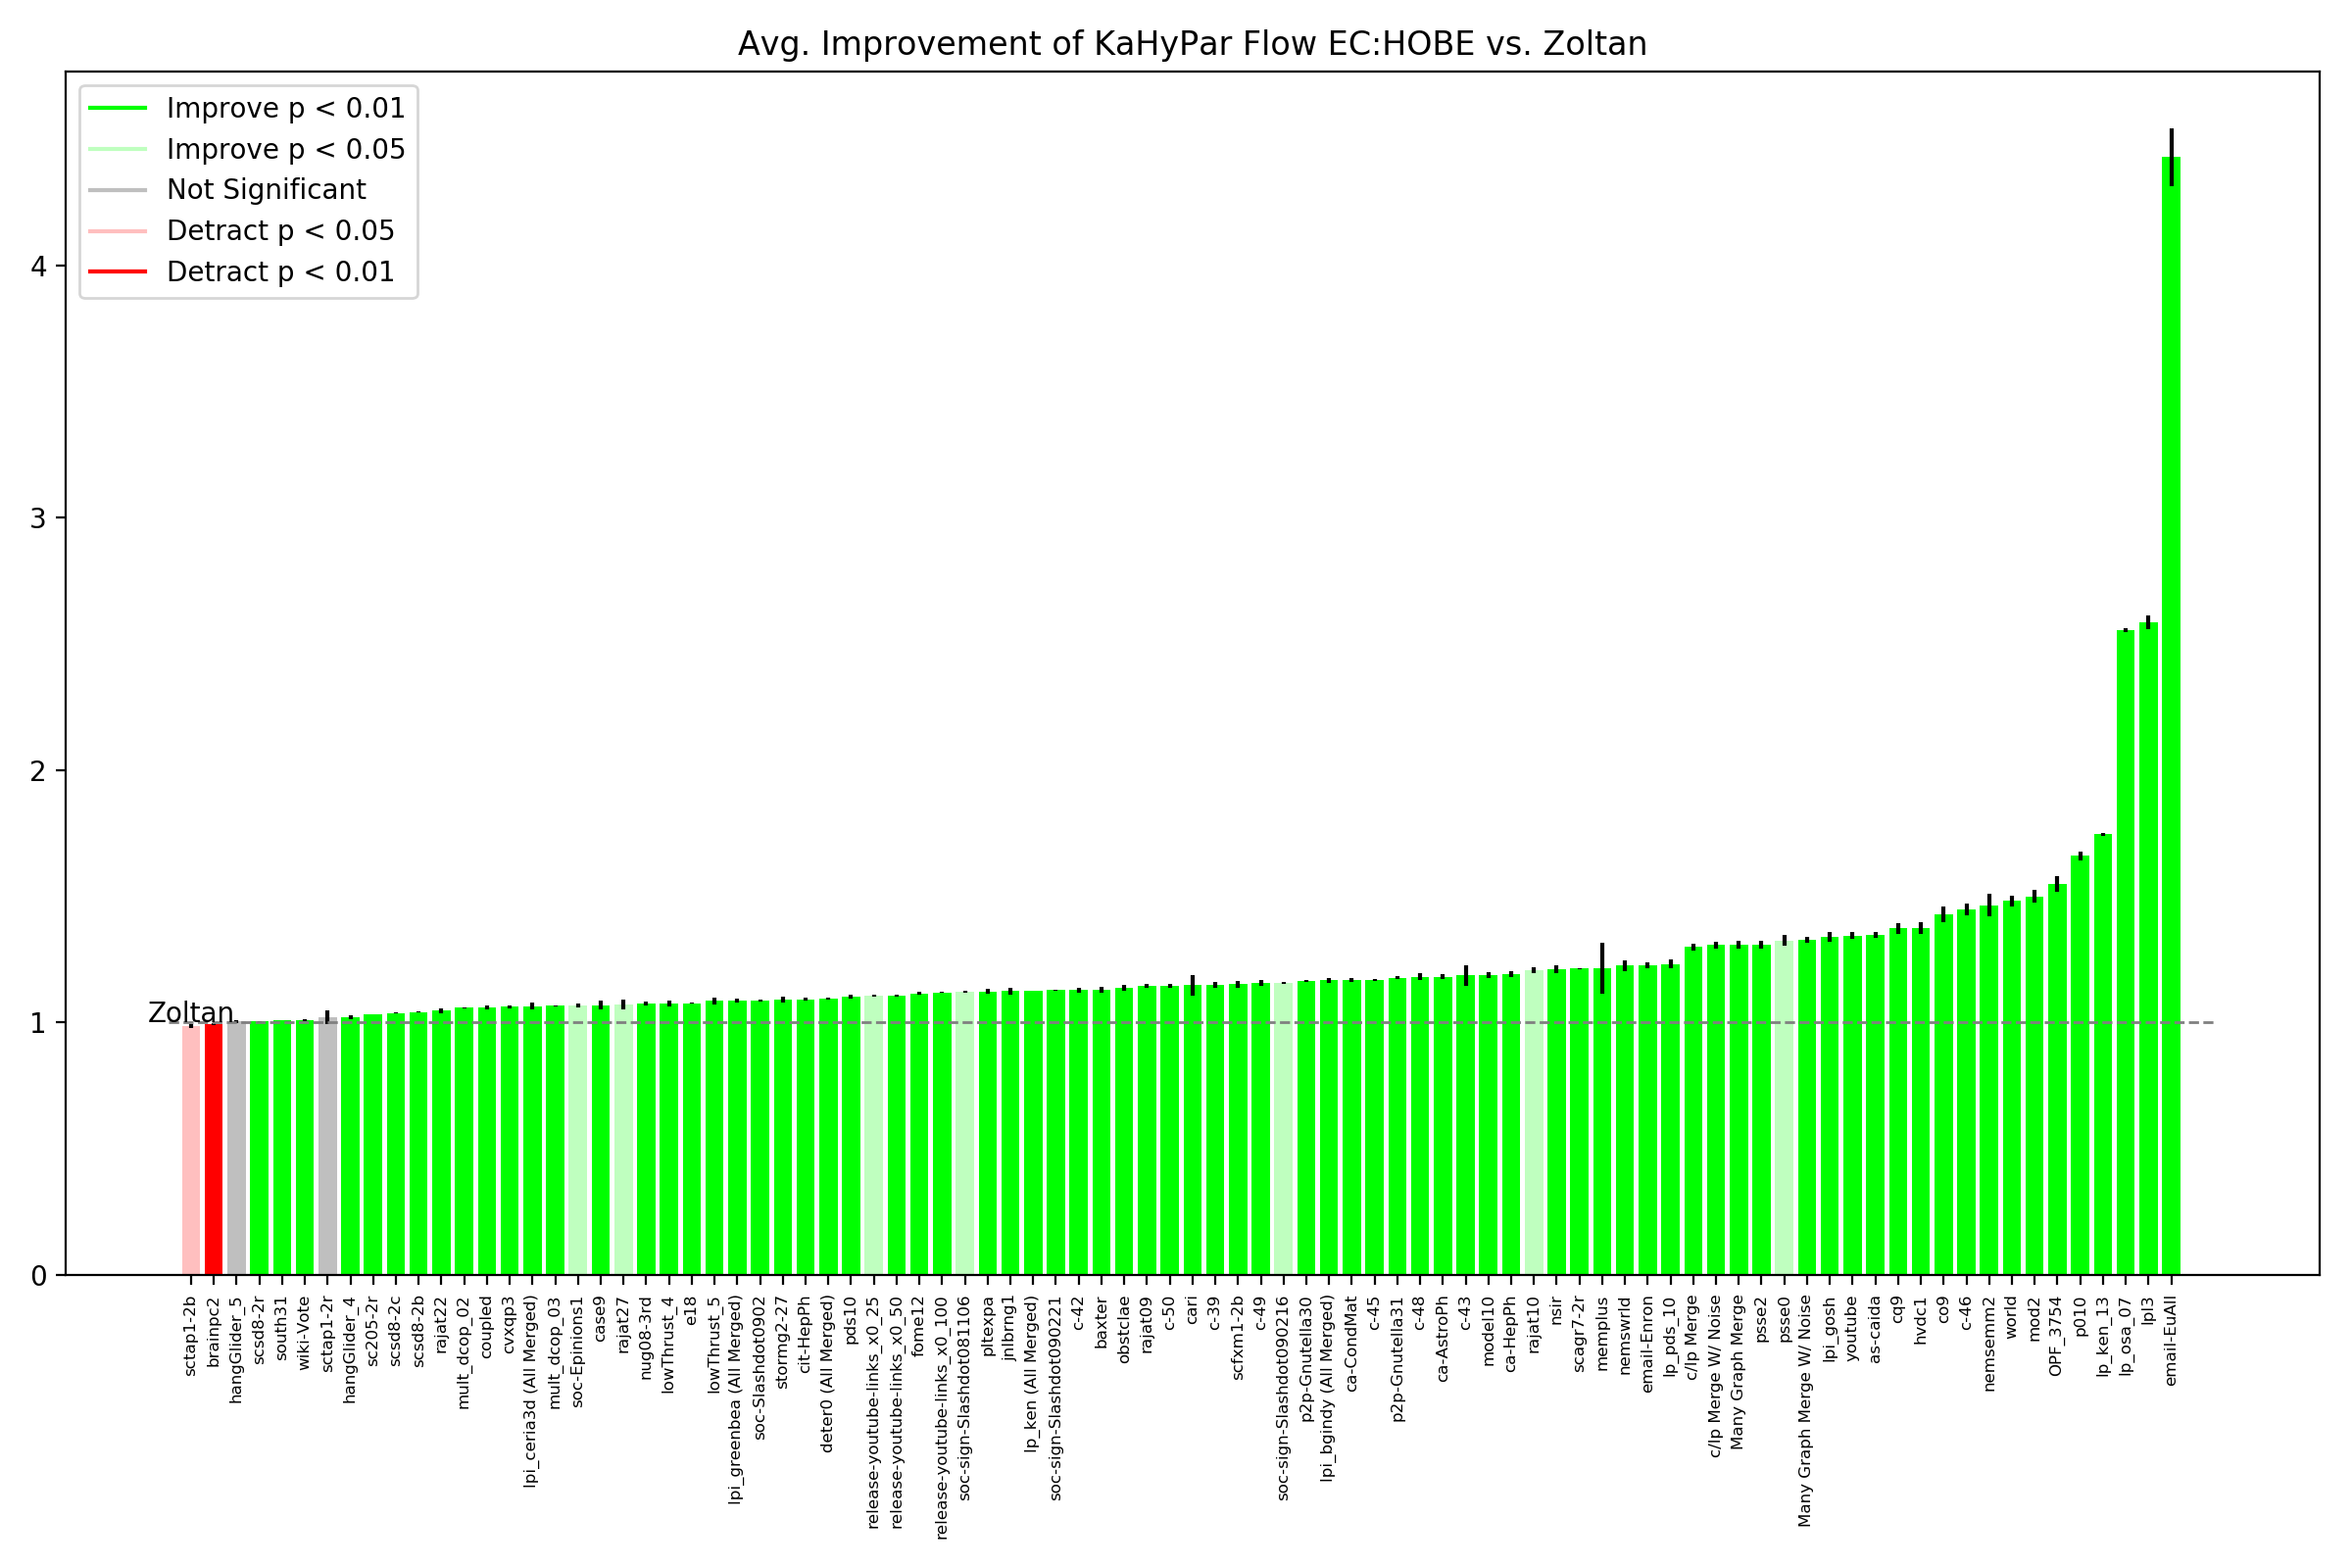 Avg. Improvement of KaHyPar Flow EC:HOBE vs. Zoltan
Improve p < 0.01
Improve p < 0.05
Not Significant
Detract p < 0.05
Detract p < 0.01
4
3
2
1
0
Zoltan
sctap1-2b
brainpc2
hangGlider_5
scsd8-2r
south31
wiki-Vote
sctap1-2r
hangGlider_4
sc205-2r
scsd8-2c
scsd8-2b
rajat22
mult_dcop_02
coupled
cvxqp3
lpi_ceria3d (All Merged)
mult_dcop_03
soc-Epinions1
case9
rajat27
nug08-3rd
lowThrust_4
e18
lowThrust_5
lpi_greenbea (All Merged)
soc-Slashdot0902
stormg2-27
cit-HepPh
deter0 (All Merged)
pds10
release-youtube-links_x0_25
release-youtube-links_x0_50
fome12
release-youtube-links_x0_100
soc-sign-Slashdot081106
pltexpa
jnlbrng1
lp_ken (All Merged)
soc-sign-Slashdot090221
c-42
baxter
obstclae
rajat09
c-50
cari
c-39
scfxm1-2b
c-49
soc-sign-Slashdot090216
p2p-Gnutella30
lpi_bgindy (All Merged)
ca-CondMat
c-45
p2p-Gnutella31
c-48
ca-AstroPh
c-43
model10
ca-HepPh
rajat10
nsir
scagr7-2r
memplus
nemswrld
email-Enron
lp_pds_10
c/lp Merge
c/lp Merge W/ Noise
Many Graph Merge
psse2
psse0
Many Graph Merge W/ Noise
lpi_gosh
youtube
as-caida
cq9
hvdc1
co9
c-46
nemsemm2
world
mod2
OPF_3754
p010
lp_ken_13
lp_osa_07
lpl3
email-EuAll